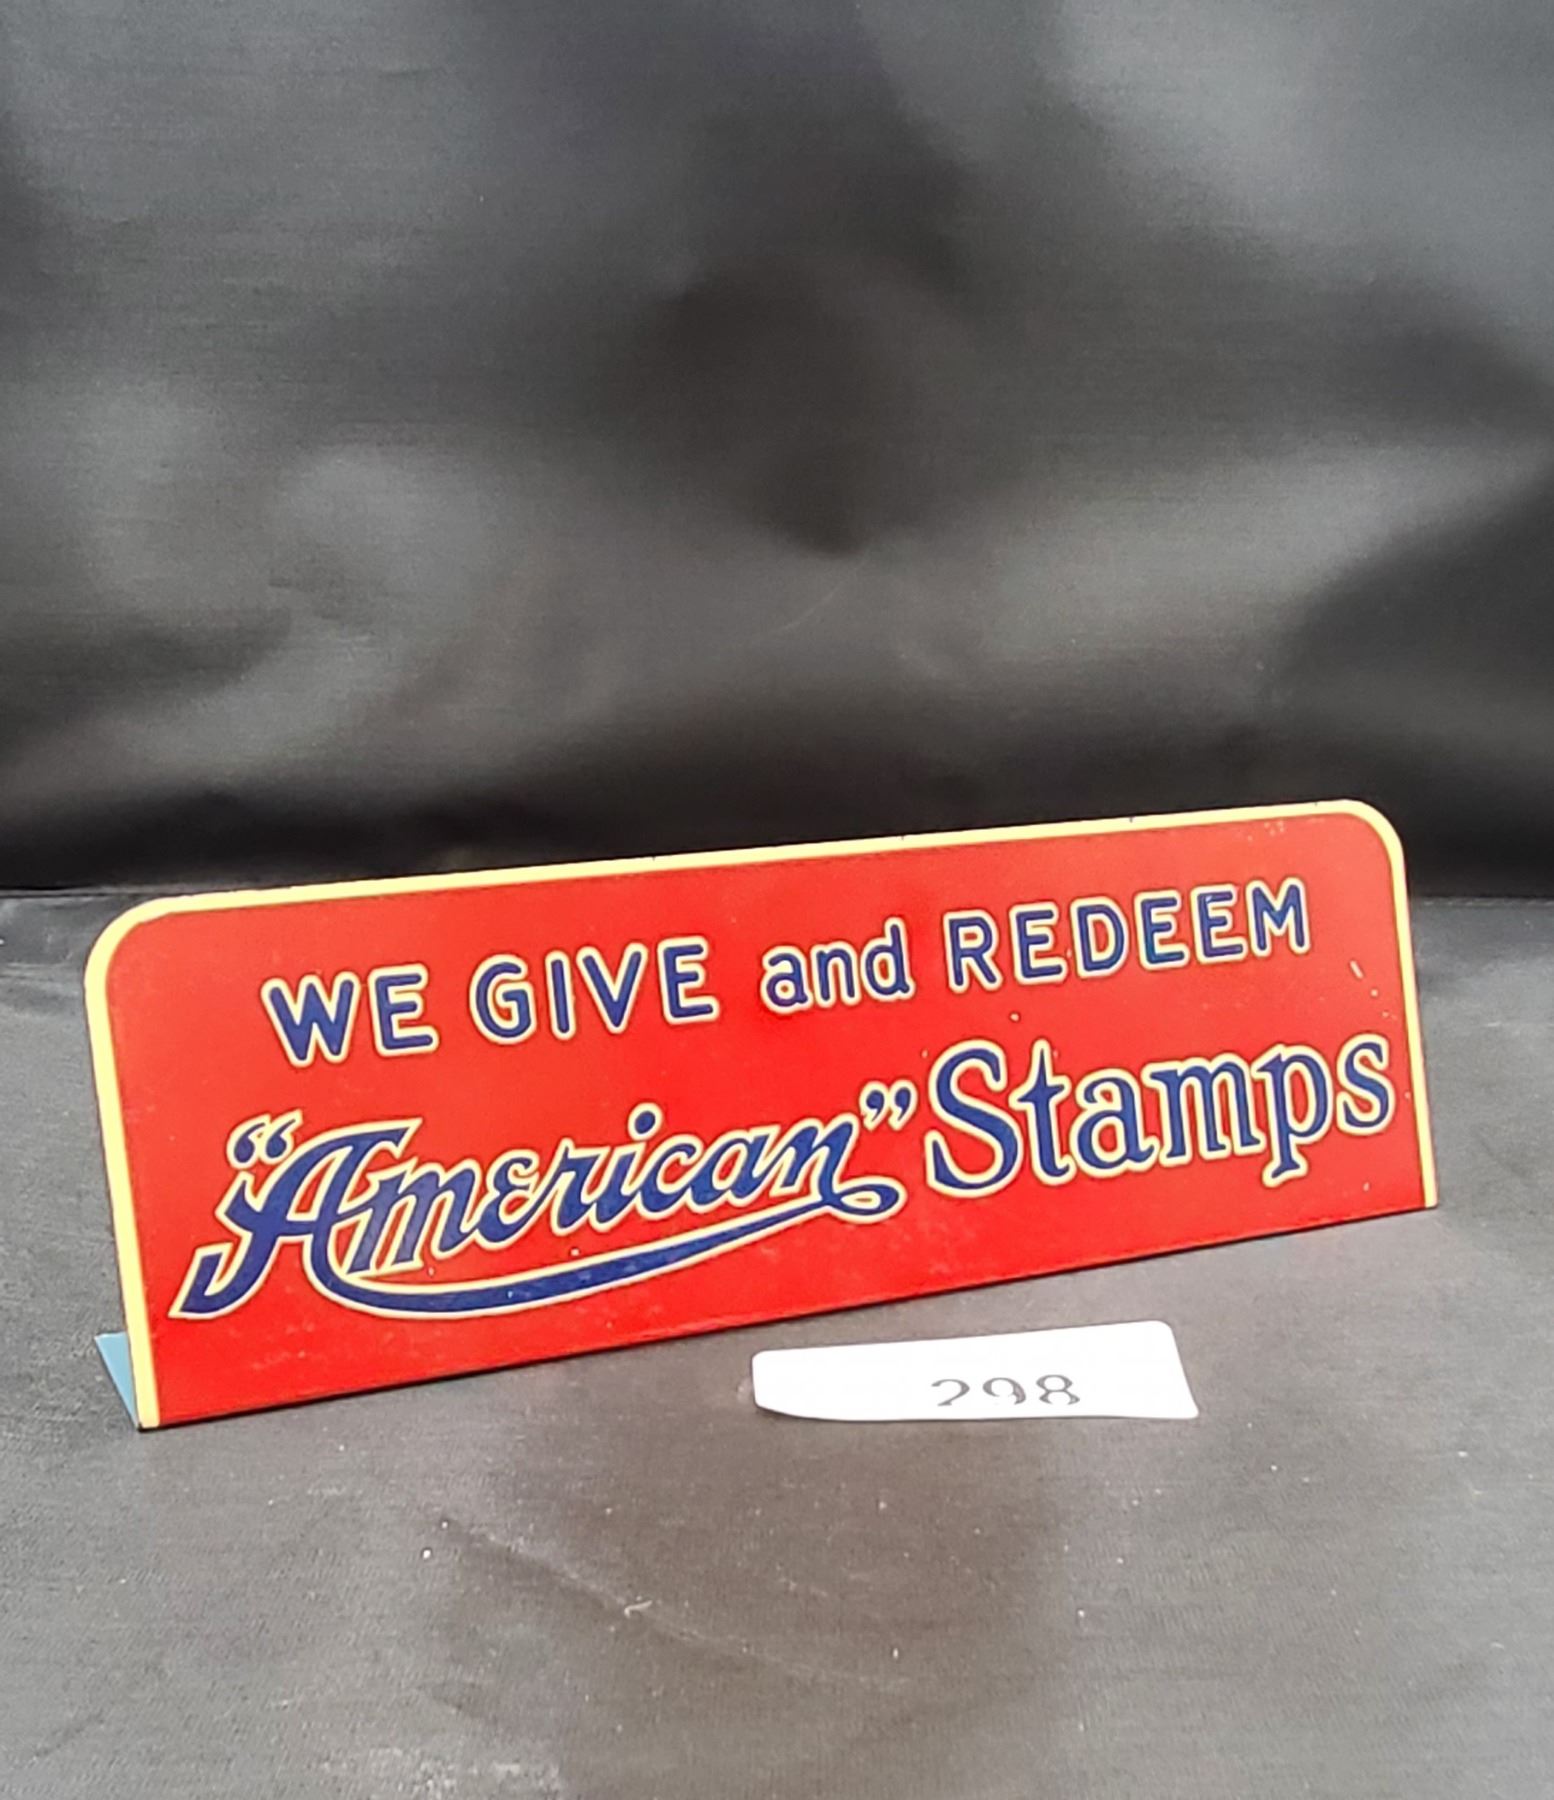 WE GIVE and REDEEM
“American” Stamps
298